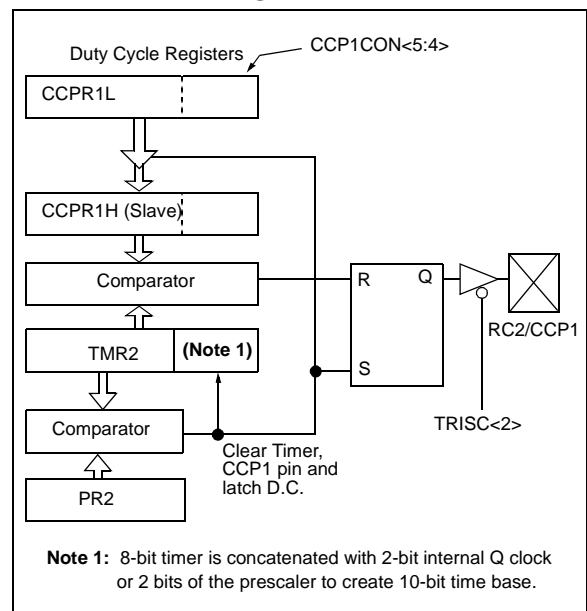 Duty Cycle Registers
CCP1CON<5:4>
CCPR1L
CCPR1H (Slave)
Comparator
R
Q
RC2/CCP1
TMR2
(Note 1)
S
TRISC<2>
Comparator
Clear Timer,
CCP1 pin and
latch D.C.
PR2
Note 1: 8-bit timer is concatenated with 2-bit internal Q clock
or 2 bits of the prescaler to create 10-bit time base.